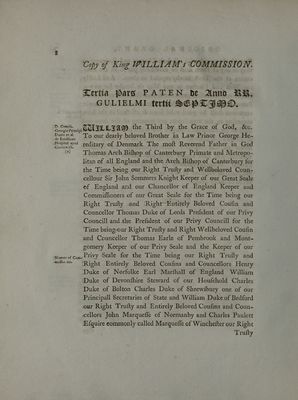 2
Copy of King WILLIAM's COMMISSION.
Tertia Pars PATEN de Anno RR.
GULIELMI tertii SEPTIMO.
WILLIAM the Third by the Grace of God, &c.
To our dearly beloved Brother in Law Prince George He-
reditary of Denmark The most Reverend Father in God
Thomas Arch Bishop of Canterbury Primate and Metropo-
litan of all England and the Arch Bishop of Canterbury for
the Time being our Right Trusty and Wellbeloved Coun-
cellour Sir John Sommers Knight Keeper of our Great Seale
of England and our Chancellor of England Keeper and
Commissioners of our Great Seale for the Time being our
Right Trusty and Right Entirely Beloved Cousin and
Councellor Thomas Duke of Leeds President of our Privy
Councill and the President of our Privy Councill for the
Time being our Right Trusty and Right Welbeloved Cousin
and Councellor Thomas Earle of Pembrook and Mont-
gomery Keeper of our Privy Seale and the Keeper of our
Privy Seale for the Time being our Right Trusty and
Right Entirely Beloved Cousins and Councellors Henry
Duke of Norfolke Earl Marshall of England William
Duke of Devonshire Steward of our Houshold Charles
Duke of Bolton Charles Duke of Shrewsbury one of our
Principall Secretaries of State and William Duke of Bedford
our Right Trusty and Entirely Beloved Cousins and Coun-
cellors John Marquesse of Normanby and Charles Paulett
Esquire commonly called Marquesse of Winchester our Right
Trusty